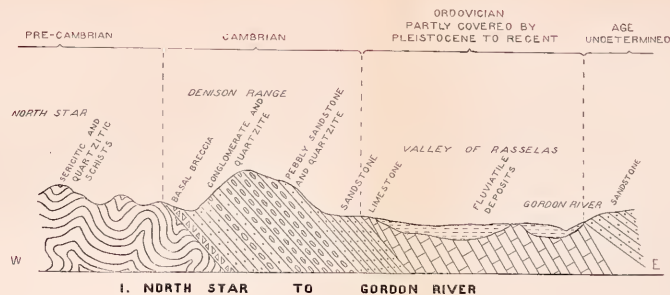 PRE-CAMBRIAN
CAMBRIAN
ORDOVICIAN
PARTLY COVERED BY
PLEISTOCENE TO RECENT
AGE
UNDETERMINED
NORTH STAR
SERICITIC AND
QUARTZITIC
SCHISTS
DENISON RANGE
BASAL BRECCIA
CONGLOMERATE AND
QUARTZITE
PEBBLY SANDSTONE
AND QUARTZITE
SANDSTONE
LIMESTONE
VALLEY OF RASSELAS
FLUVIATILE
DEPOSITS
GORDON RIVER
SANDSTONE
W
E
I. NORTH STAR TO GORDON RIVER